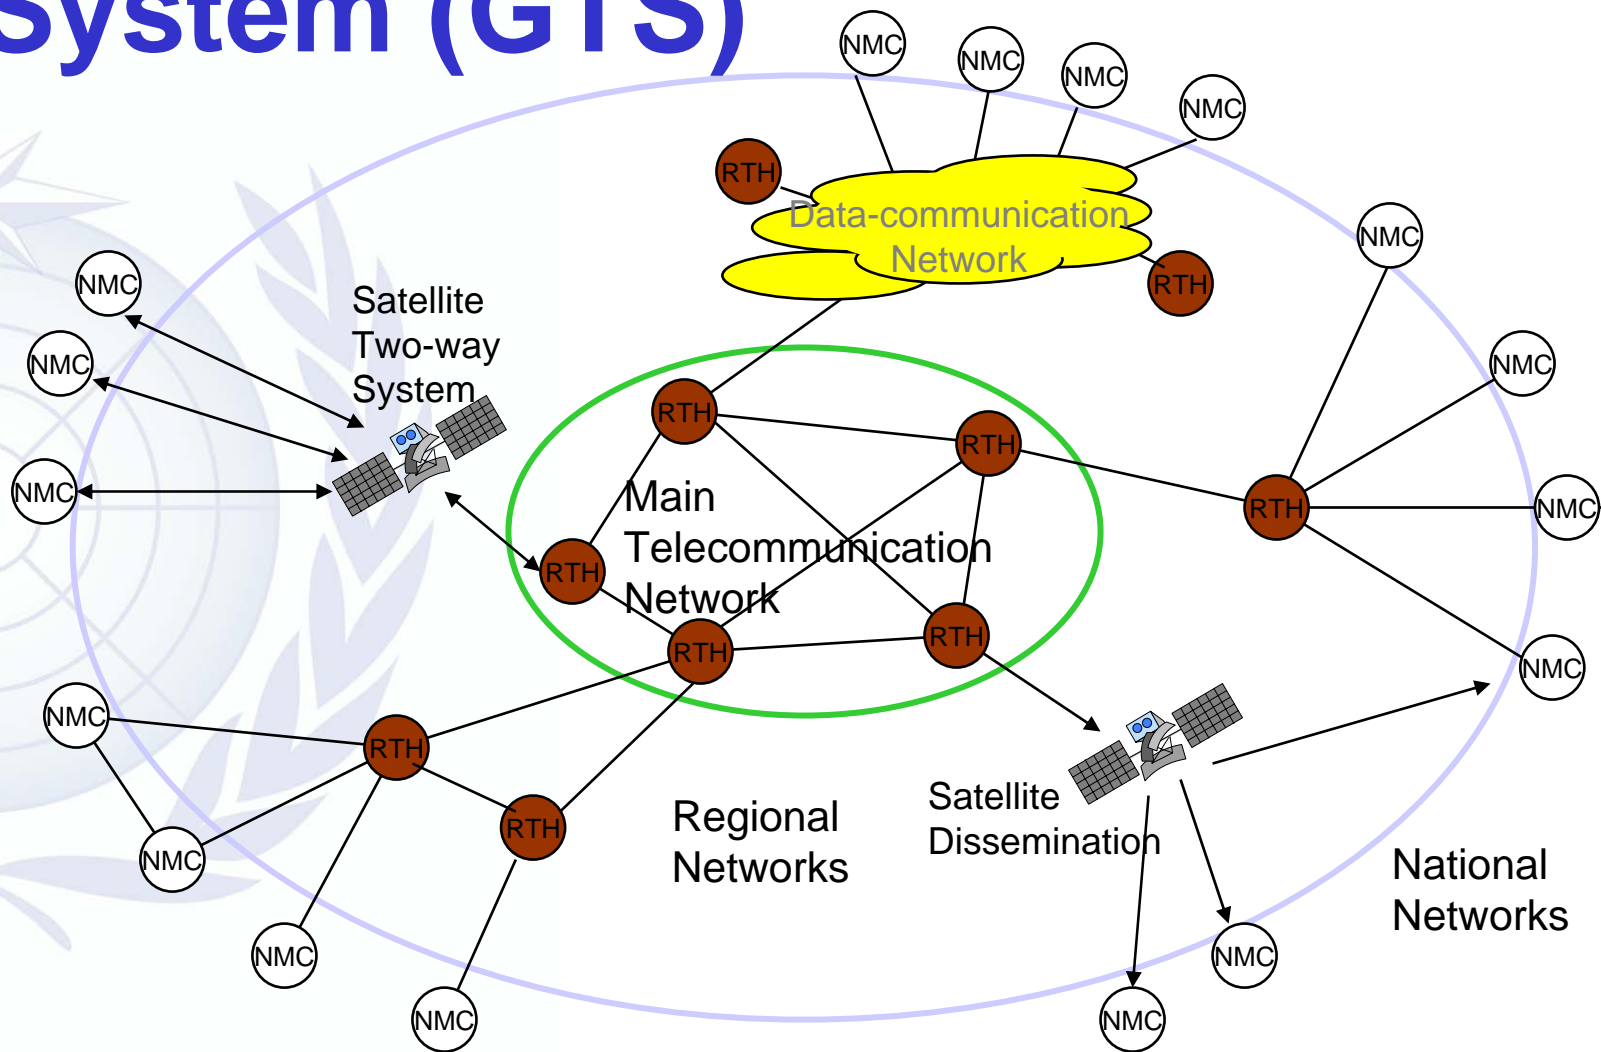 System (GTS)
NMC
NMC
NMC
NMC
RTH
Data-communication
Network
RTH
NMC
NMC
NMC
NMC
Satellite
Two-way
System
NMC
NMC
NMC
NMC
RTH
RTH
RTH
Main
Telecommunication
Network
RTH
RTH
RTH
NMC
RTH
RTH
NMC
NMC
NMC
Regional
Networks
Satellite
Dissemination
National
Networks
NMC
NMC